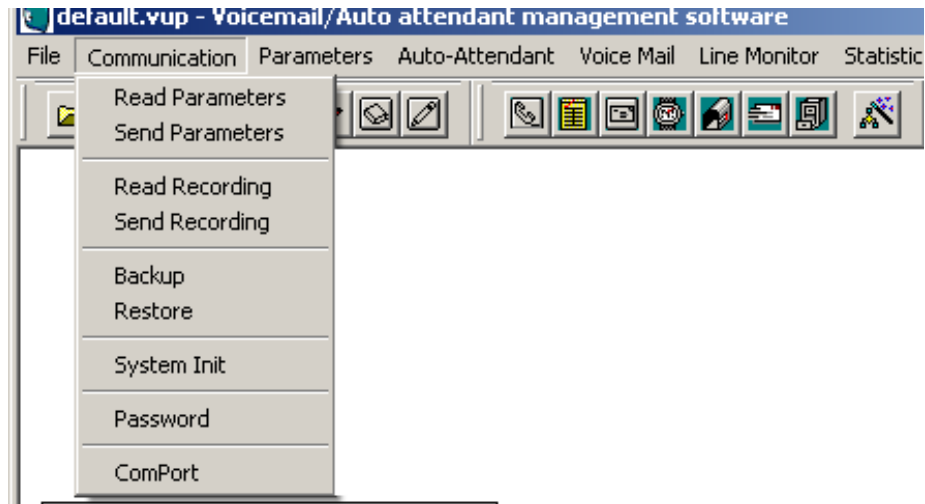 default.vup - Voicemail/Auto attendant management software
File Communication Parameters Auto-Attendant Voice Mail Line Monitor Statistic
Read Parameters
Send Parameters
Read Recording
Send Recording
Backup
Restore
System Init
Password
ComPort